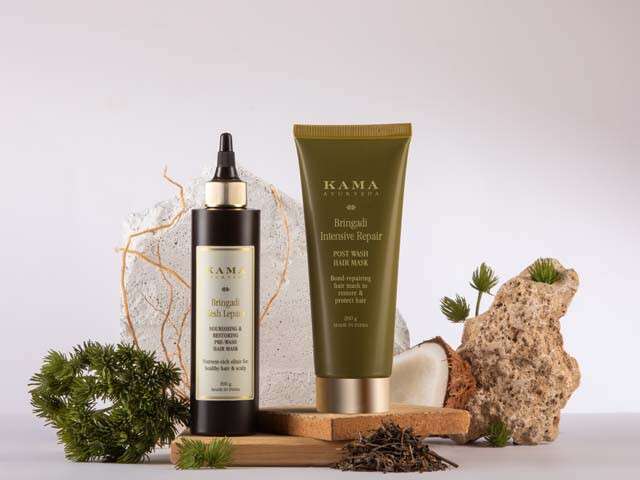 KAMA
AYURVEDA
Bringadi
Kesh Lepam
NOURISHING &
RESTORING
PRE-WASH
HAIR MASK
Nutrient-rich elixir for
healthy hair & scalp
200 g
MADE IN INDIA
KAMA
AYURVEDA
Bringadi
Intensive Repair
POST WASH
HAIR MASK
Bond-repairing
hair mask to
restore &
protect hair
200 g
MADE IN INDIA